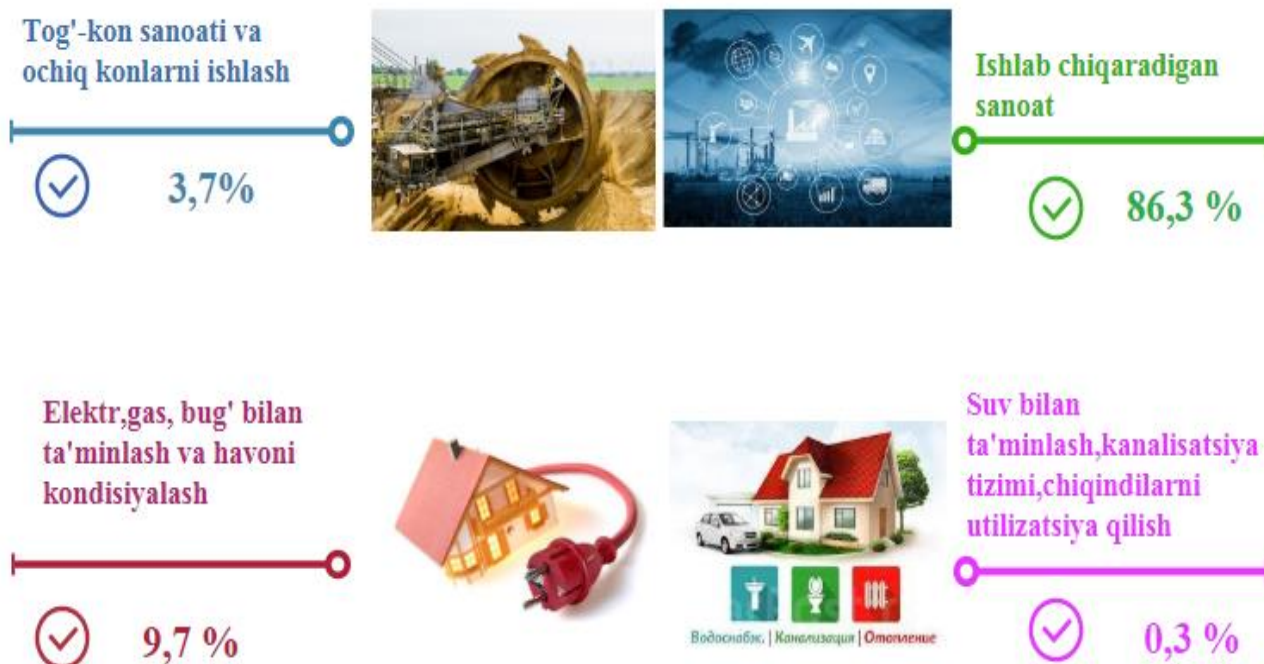 Tog'-kon sanoati va
ochiq konlarni ishlash
3,7%
Ishlab chiqaradigan
sanoat
86,3 %
Elektr,gas, bug' bilan
ta'minlash va havoni
kondisiyalash
9,7 %
Suv bilan
ta'minlash,kanalisatsiya
tizimi,chiqindilarni
utilizatsiya qilish
0,3 %
Водоснабж. | Канализация | Отопление